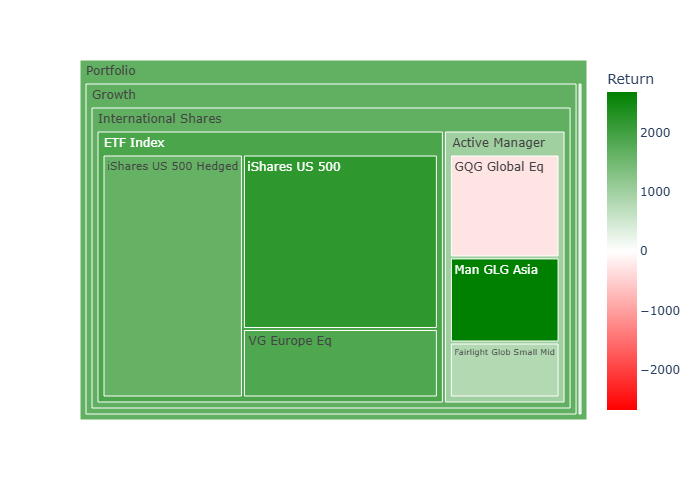 Portfolio
Growth
International Shares
ETF Index
iShares US 500 Hedged
iShares US 500
VG Europe Eq
Active Manager
GQG Global Eq
Man GLG Asia
Fairlight Glob Small Mid
Return
2000
1000
0
−1000
−2000